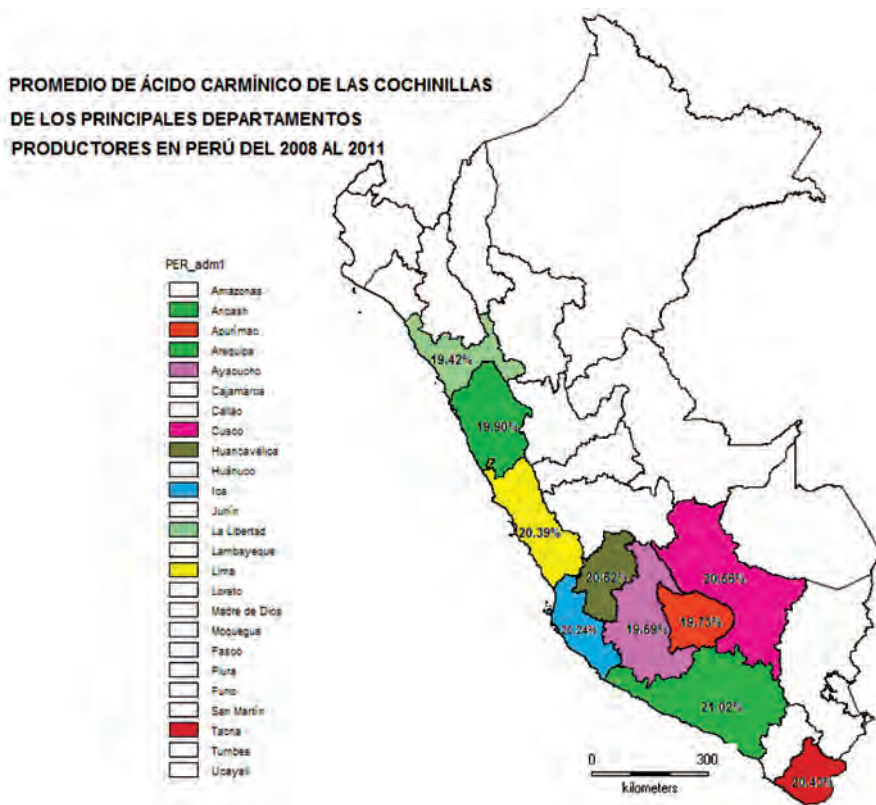 PROMEDIO DE ÁCIDO CARMÍNICO DE LAS COCHINILLAS
DE LOS PRINCIPALES DEPARTAMENTOS
PRODUCTORES EN PERÚ DEL 2008 AL 2011
PER_adm1
Amazonas
Ancash
Apurímac
Arequipa
Ayacucho
Cajamarca
Callao
Cusco
Huancavélica
Huánuco
Ica
Junín
La Libertad
Lambayeque
Lima
Loreto
Madre de Dios
Moquegua
Pasco
Piura
Puno
San Martín
Tacna
Tumbes
Ucayali
19.42%
19.90%
20.39%
20.52%
20.56%
20.24%
19.59%
19.73%
21.02%
0 300
kilometers